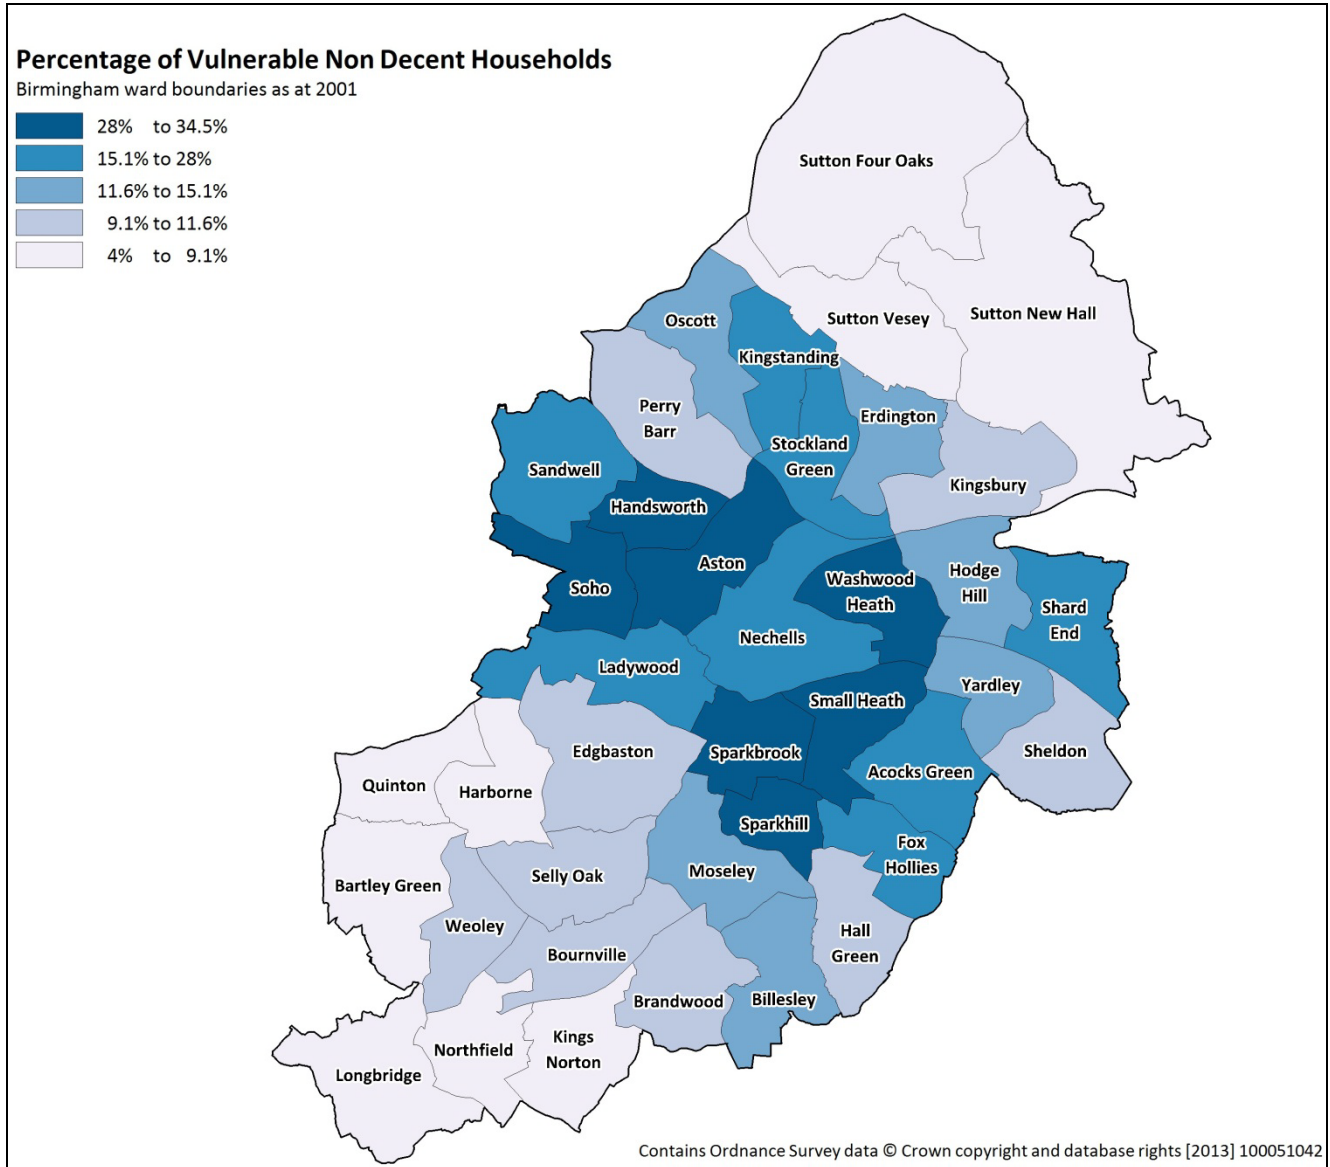 Percentage of Vulnerable Non Decent Households
Birmingham ward boundaries as at 2001
28% to 34.5%
15.1% to 28%
11.6% to 15.1%
9.1% to 11.6%
4% to 9.1%
Sutton Four Oaks
Sutton New Hall
Sutton Vesey
Oscott
Kingstanding
Perry
Barr
Erdington
Stockland
Green
Sandwell
Kingsbury
Handsworth
Aston
Soho
Washwood
Heath
Hodge
Hill
Shard
End
Nechells
Ladywood
Yardley
Small Heath
Edgbaston
Sparkbrook
Sheldon
Acocks Green
Quinton
Harborne
Sparkhill
Fox
Hollies
Moseley
Selly Oak
Bartley Green
Weoley
Hall
Green
Bournville
Brandwood
Billesley
Kings
Norton
Northfield
Longbridge
Contains Ordnance Survey data © Crown copyright and database rights [2013] 100051042